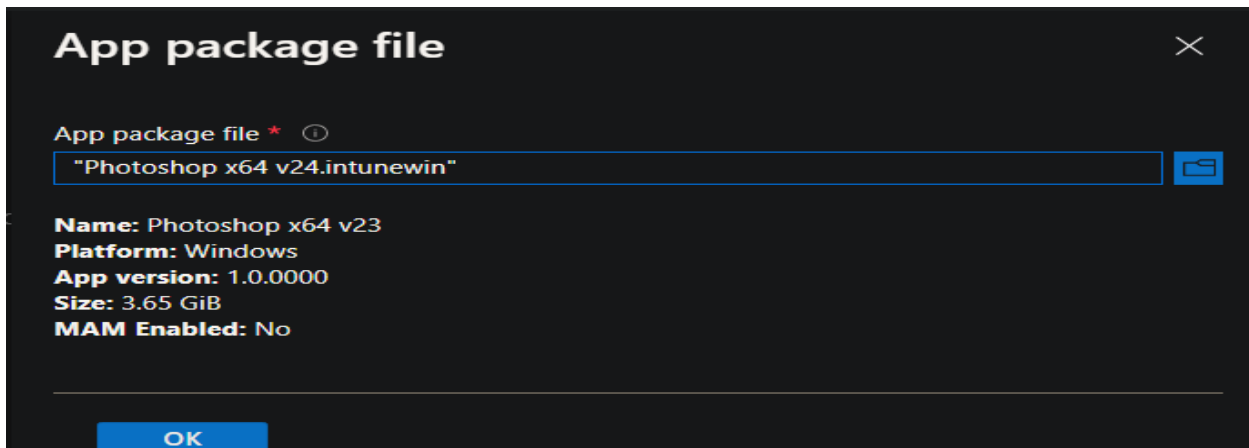 App package file
App package file *
"Photoshop x64 v24.intunewin"
Name: Photoshop x64 v23
Platform: Windows
App version: 1.0.0000
Size: 3.65 GiB
MAM Enabled: No
OK